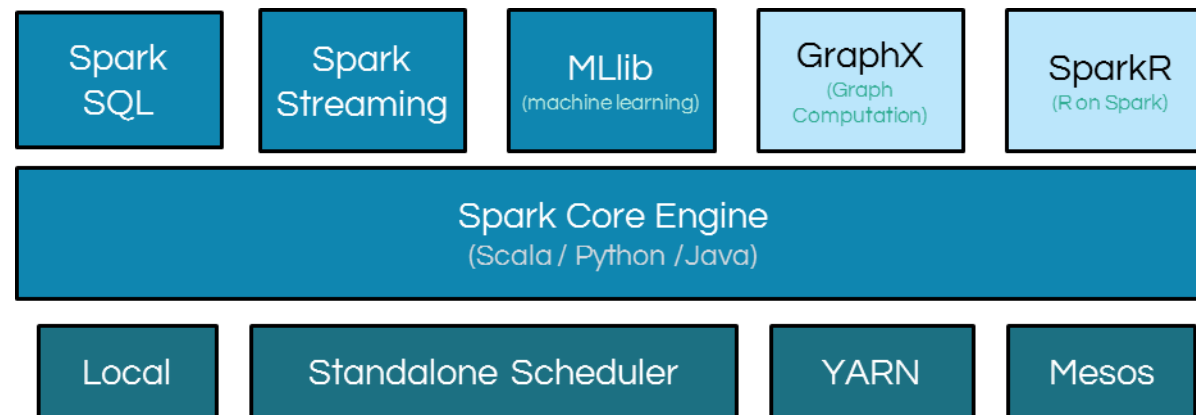 Spark
SQL
Spark
Streaming
MLlib
(machine learning)
GraphX
(Graph
Computation)
SparkR
(R on Spark)
Spark Core Engine
(Scala / Python /Java)
Local
Standalone Scheduler
YARN
Mesos